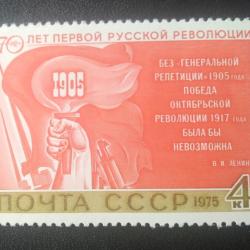 70 ЛЕТ ПЕРВОЙ РУССКОЙ РЕВОЛЮЦИИ
1905
БЕЗ «ГЕНЕРАЛЬНОЙ
РЕПЕТИЦИИ» 1905 года
ПОБЕДА
ОКТЯБРЬСКОЙ
РЕВОЛЮЦИИ 1917 года
БЫЛА БЫ
НЕВОЗМОЖНА
В. И. ЛЕНИН
ПОЧТА СССР 1975 4к